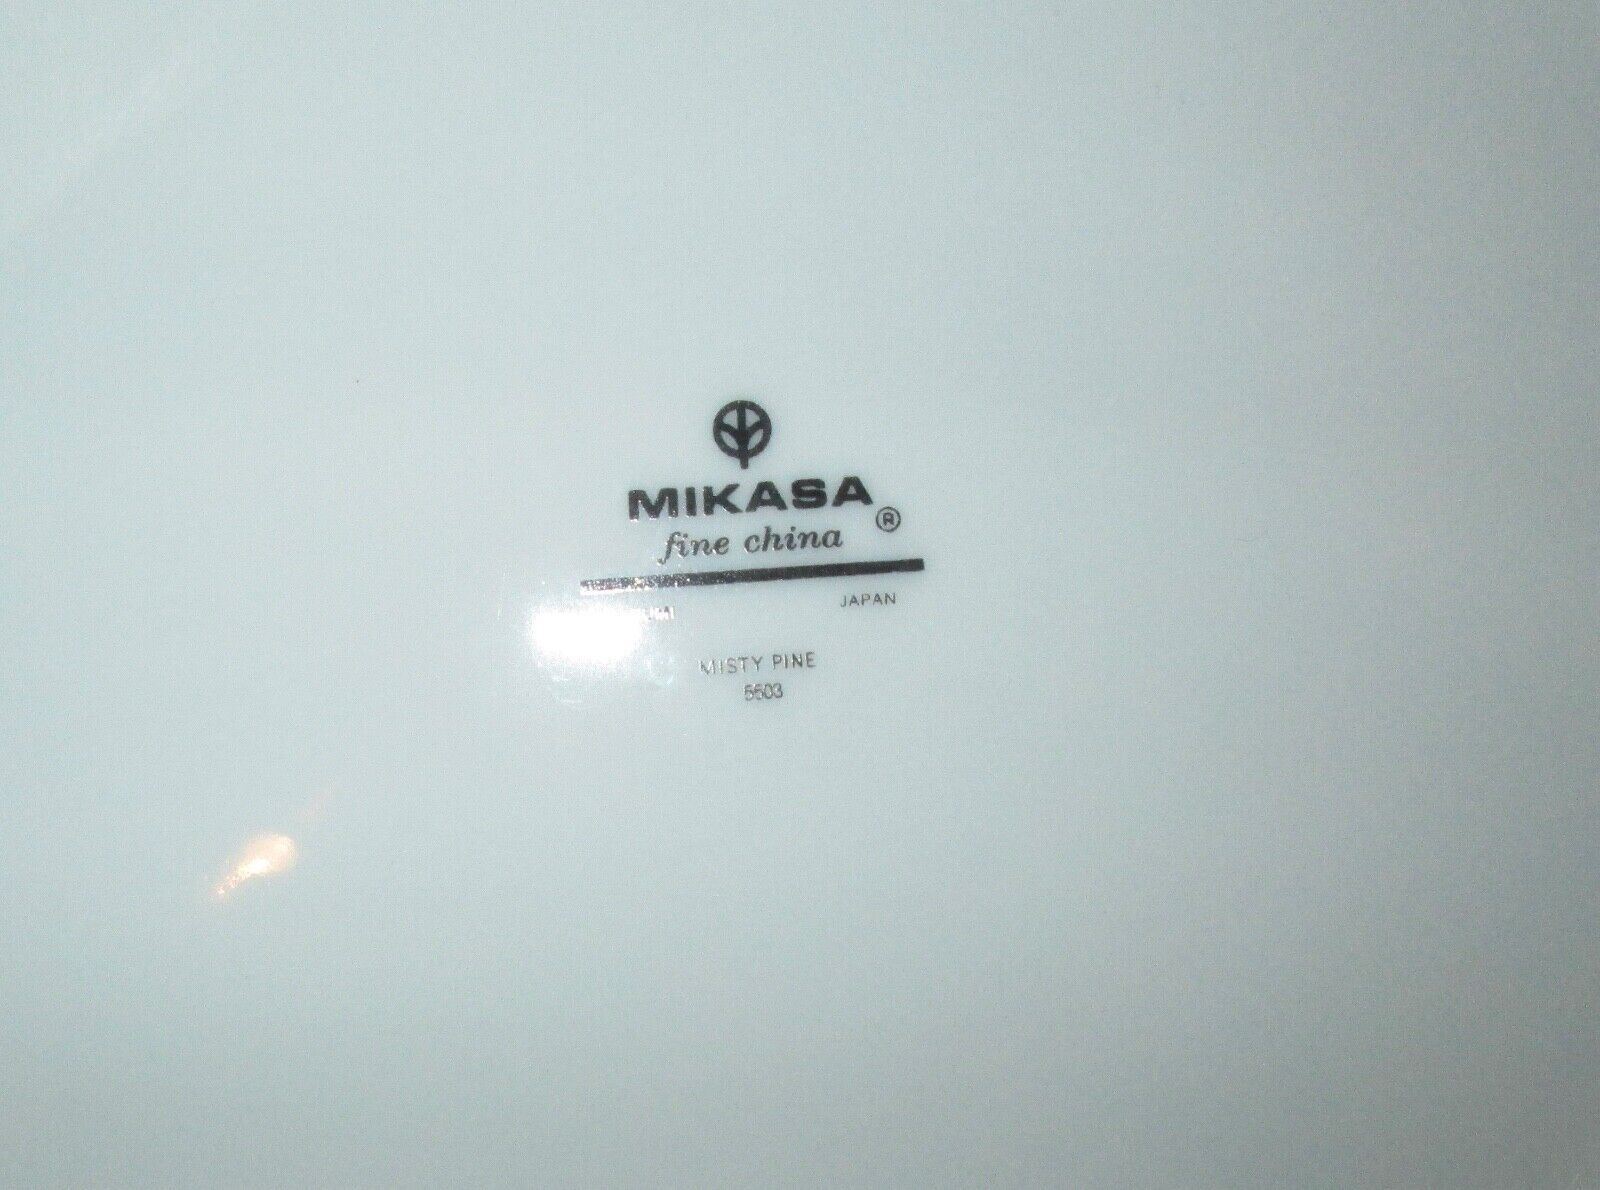 MIKASA ®
fine china
JAPAN
MISTY PINE
5503